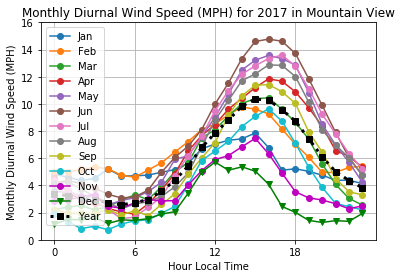 Monthly Diurnal Wind Speed (MPH) for 2017 in Mountain View
Monthly Diurnal Wind Speed (MPH)
16
14
12
10
8
6
4
2
0
Jan
Feb
Mar
Apr
May
Jun
Jul
Aug
Sep
Oct
Nov
Dec
Year
0
6
12
18
Hour Local Time